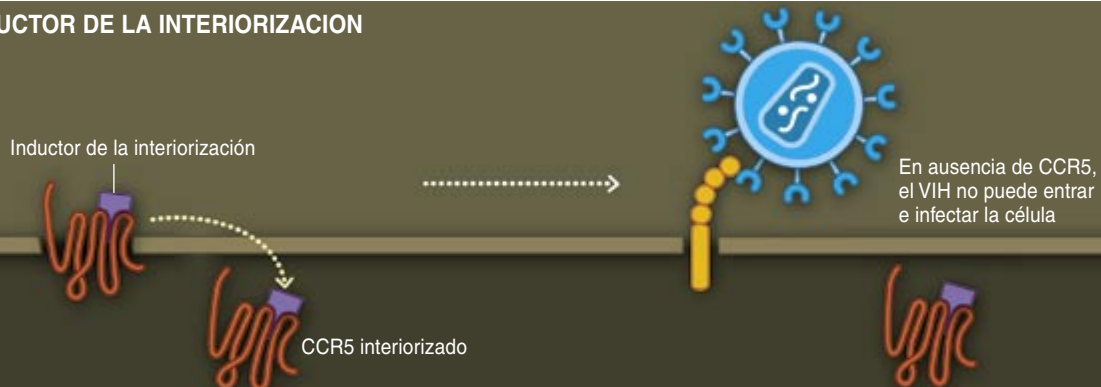 UCTOR DE LA INTERIORIZACION
Inductor de la interiorización
En ausencia de CCR5,
el VIH no puede entrar
e infectar la célula
CCR5 interiorizado